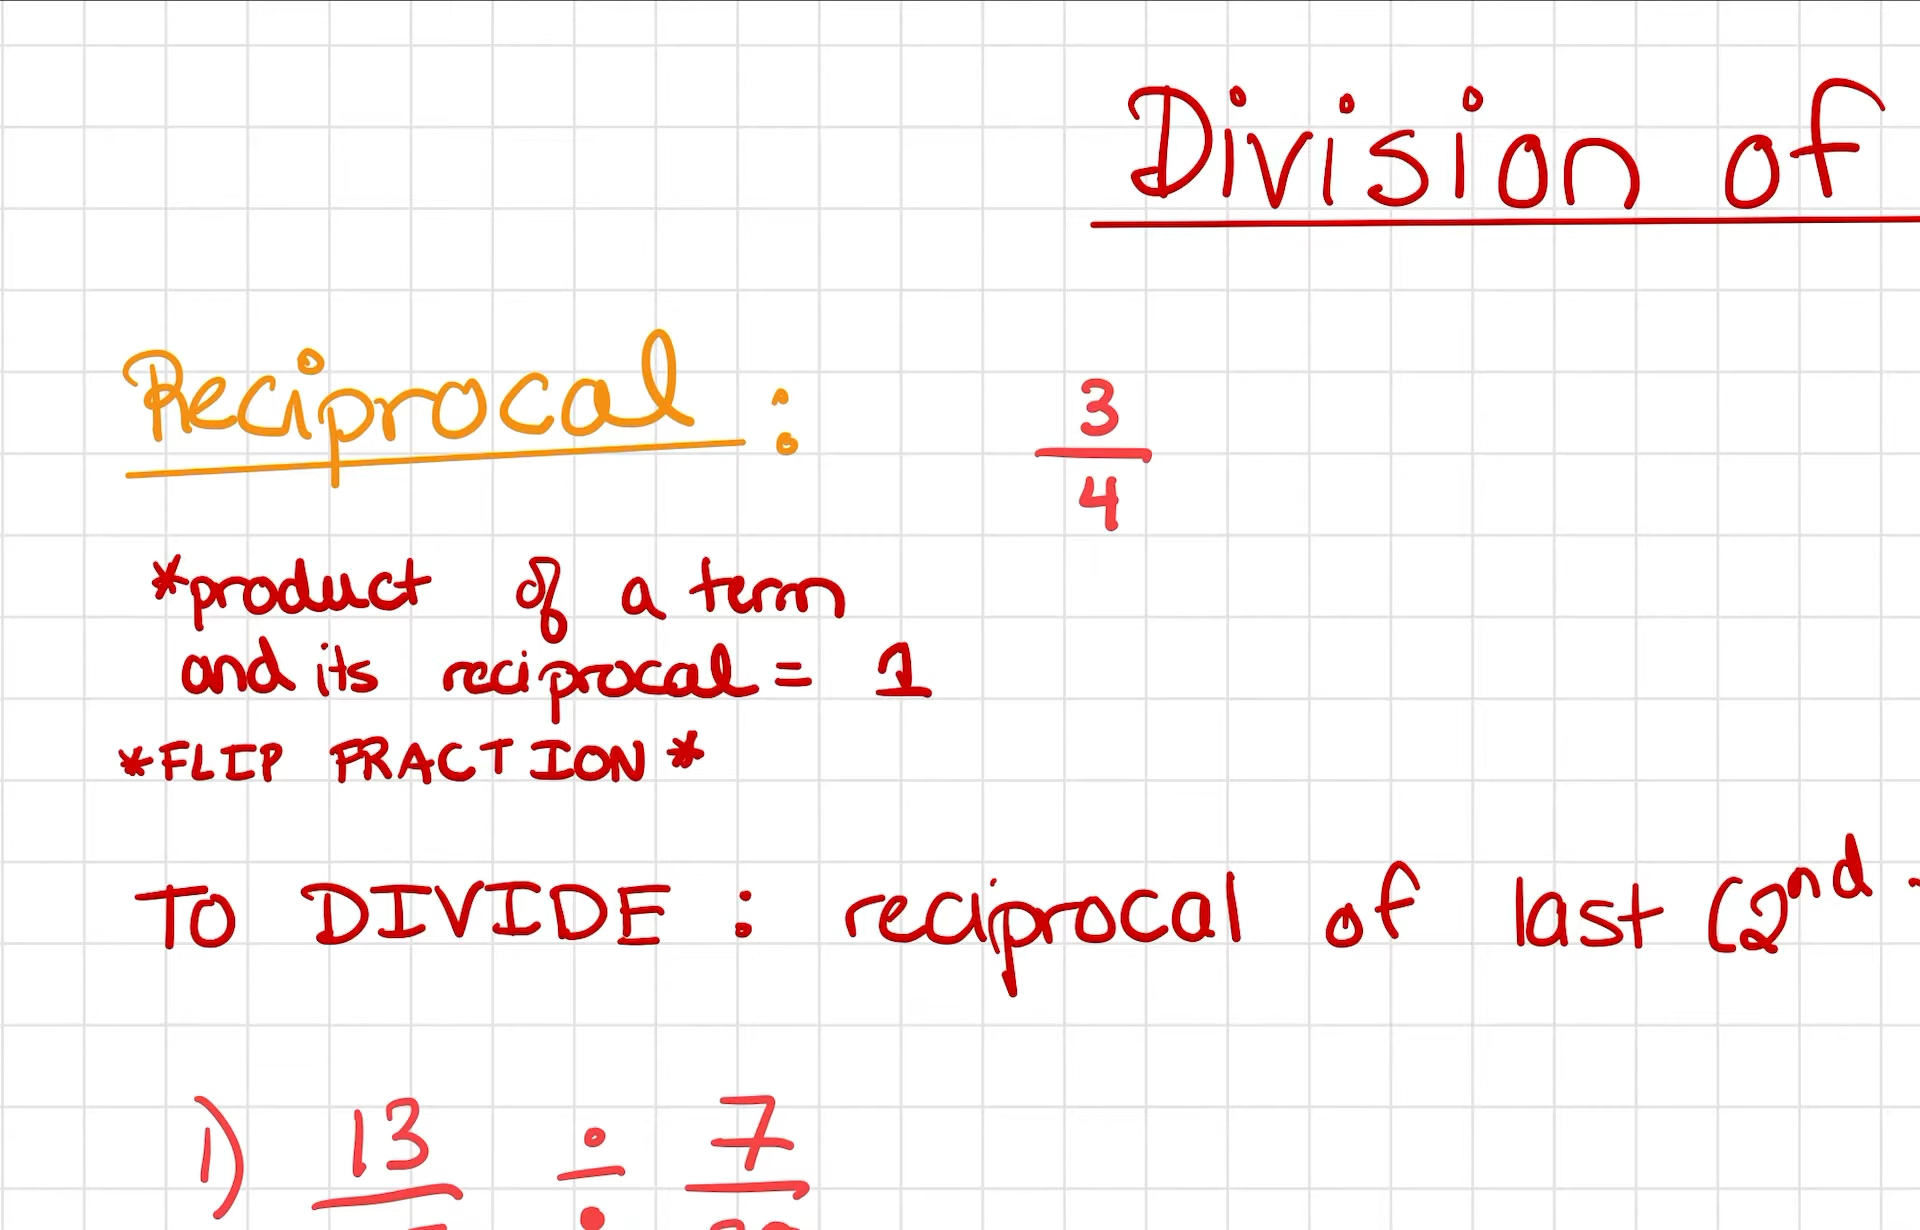 Division of
Reciprocal :
3
4
*product of a term
and its reciprocal = 1
*FLIP FRACTION*
TO DIVIDE : reciprocal of last (2nd
1) 13 ÷ 7